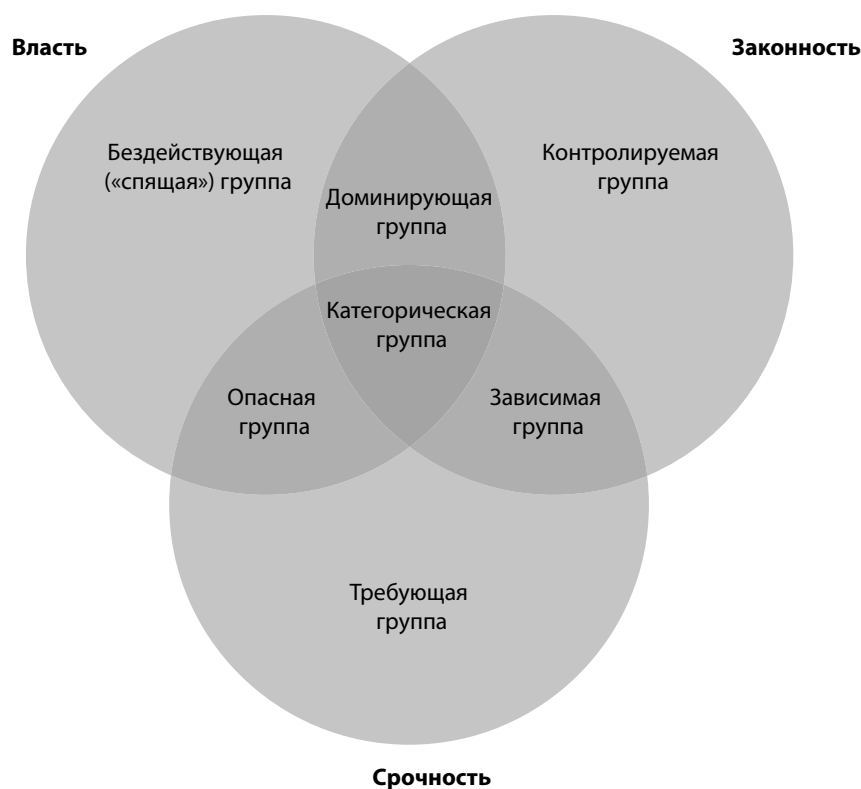 Власть
Законность
Бездействующая
(«спящая») группа
Контролируемая
группа
Доминирующая
группа
Категорическая
группа
Опасная
группа
Зависимая
группа
Требующая
группа
Срочность